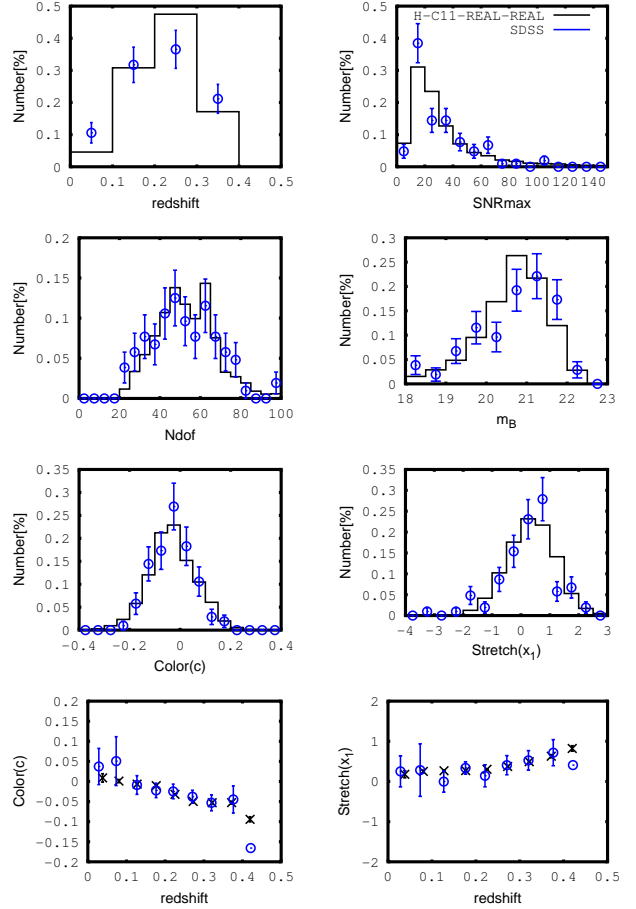 H-C11-REAL-REAL
SDSS
0.5
0.4
0.3
0.2
0.1
0
Number[%]
0 0.1 0.2 0.3 0.4 0.5
redshift
0.5
0.4
0.3
0.2
0.1
0
Number[%]
20 40 60 80 100 120 140
SNRmax
0.2
0.15
0.1
0.05
0
Number[%]
0 20 40 60 80 100
Ndof
0.3
0.25
0.2
0.15
0.1
0.05
0
Number[%]
18 19 20 21 22 23
m_B
0.35
0.3
0.25
0.2
0.15
0.1
0.05
0
Number[%]
-0.4 -0.2 0 0.2 0.4
Color(c)
0.35
0.3
0.25
0.2
0.15
0.1
0.05
0
Number[%]
-4 -3 -2 -1 0 1 2 3
Stretch(x_1)
0.2
0.15
0.1
0.05
0
-0.05
-0.1
-0.15
-0.2
Color(c)
0 0.1 0.2 0.3 0.4 0.5
redshift
2
1
0
-1
-2
Stretch(x_1)
0 0.1 0.2 0.3 0.4 0.5
redshift